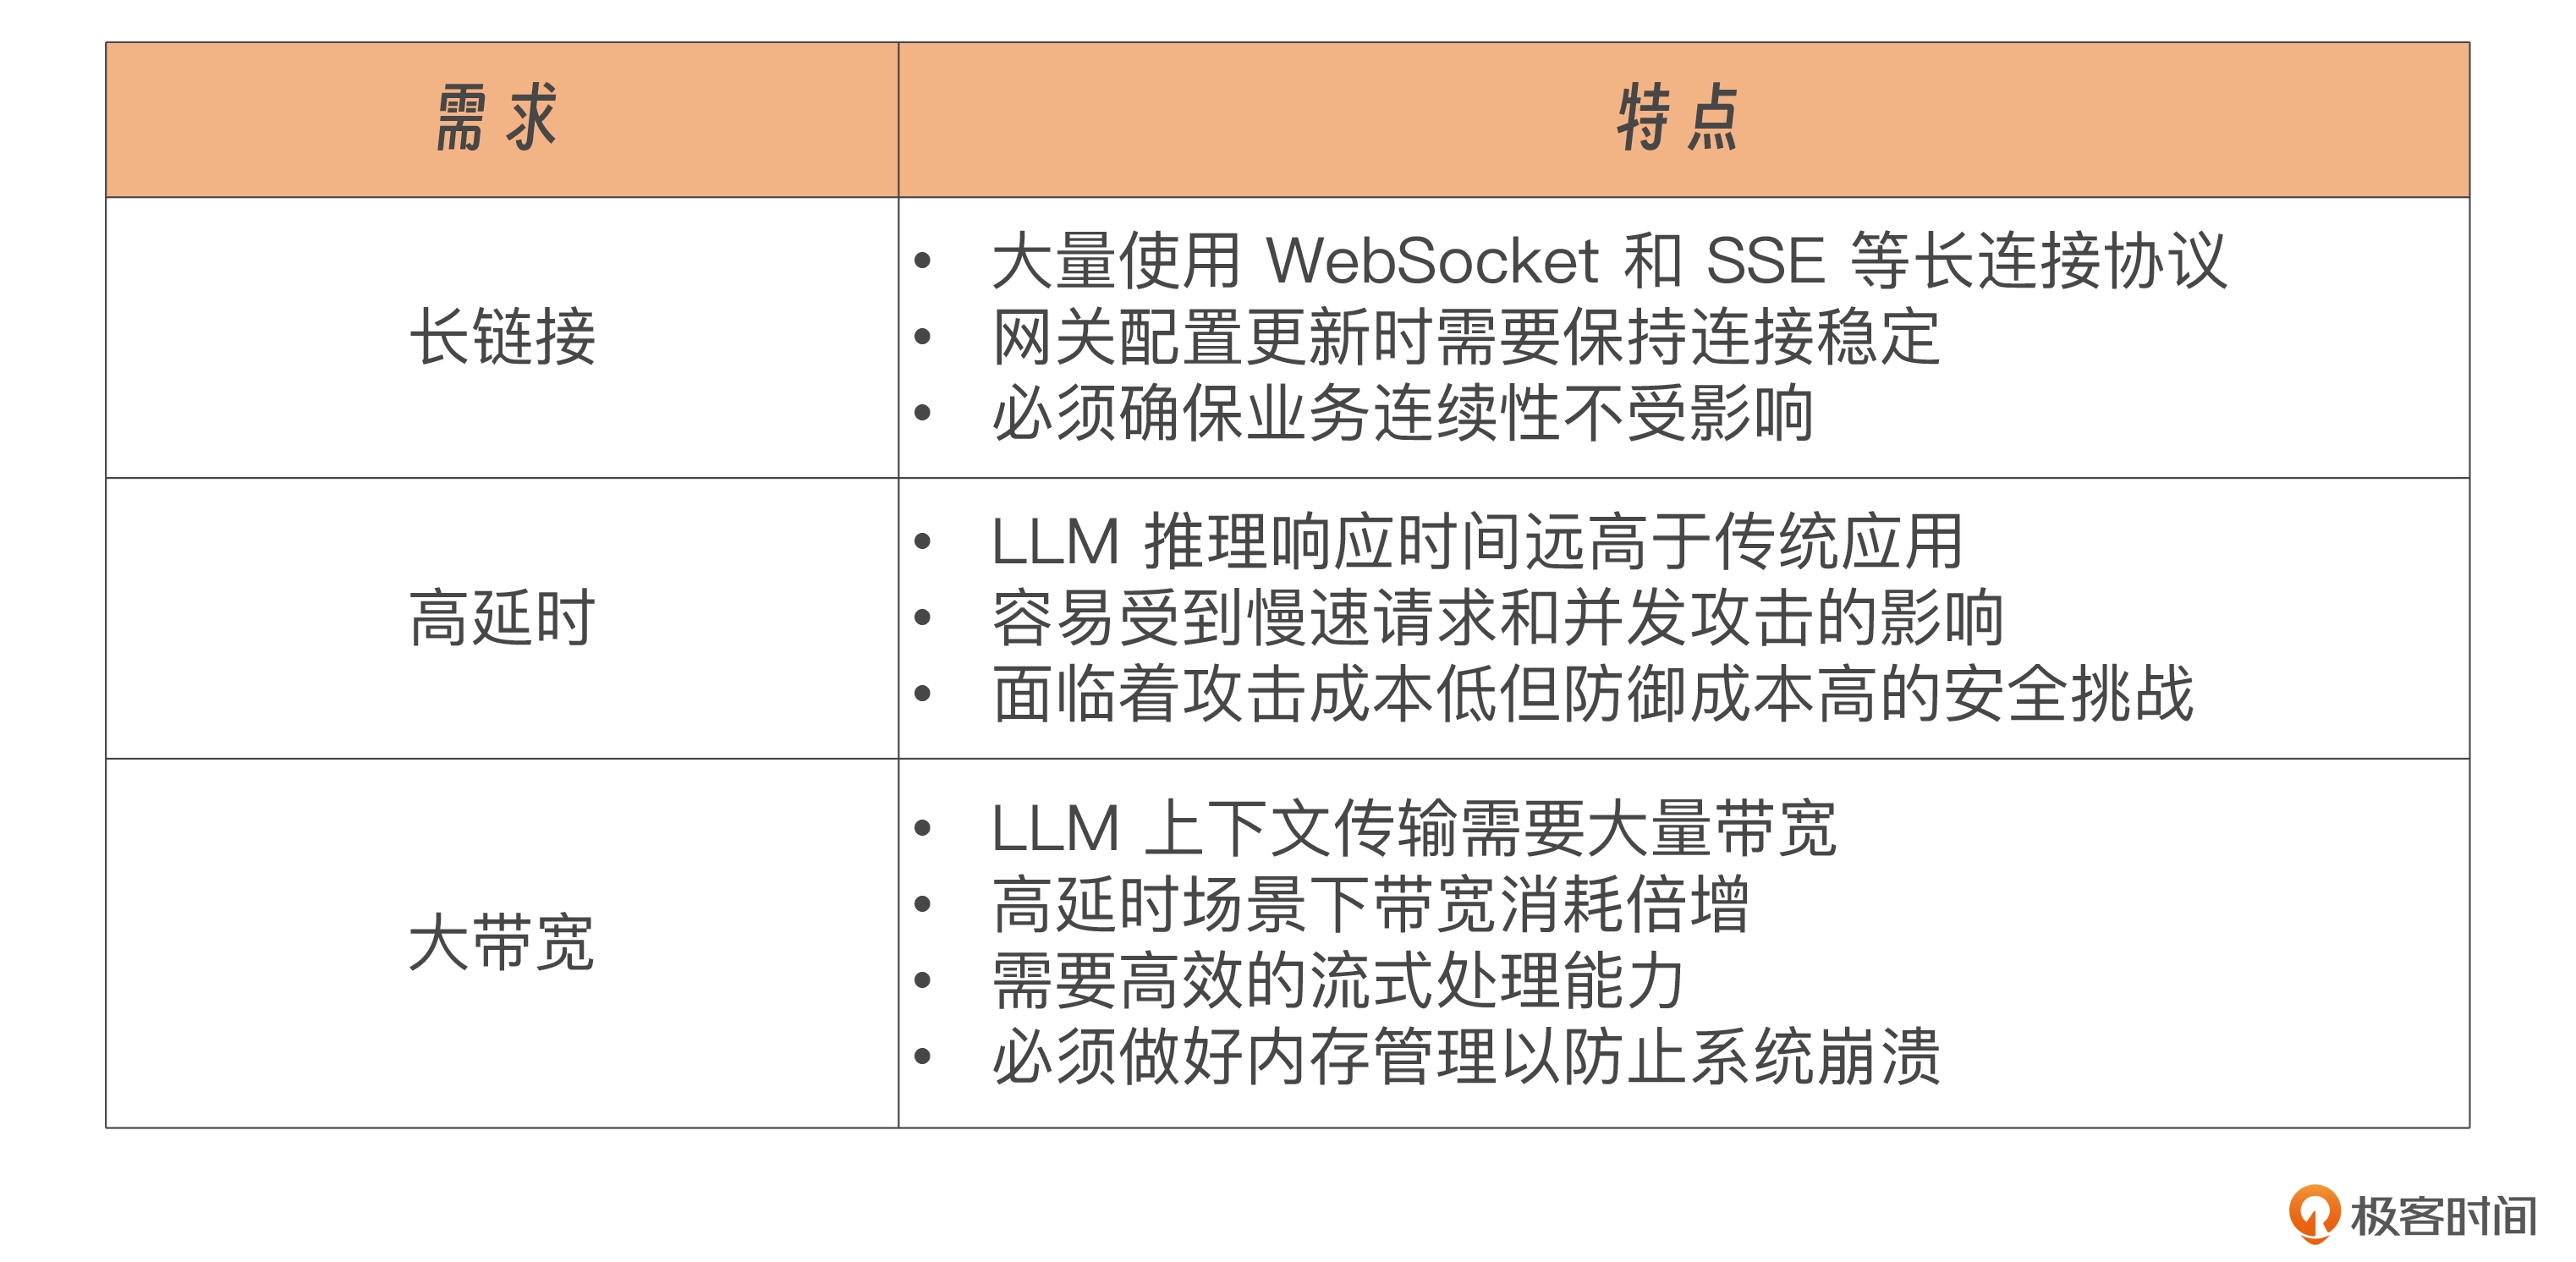 需求
特点
长链接
• 大量使用 WebSocket 和 SSE 等长连接协议
• 网关配置更新时需要保持连接稳定
• 必须确保业务连续性不受影响
高延时
• LLM 推理响应时间远高于传统应用
• 容易受到慢速请求和并发攻击的影响
• 面临着攻击成本低但防御成本高的安全挑战
大带宽
• LLM 上下文传输需要大量带宽
• 高延时场景下带宽消耗倍增
• 需要高效的流式处理能力
• 必须做好内存管理以防止系统崩溃
极客时间